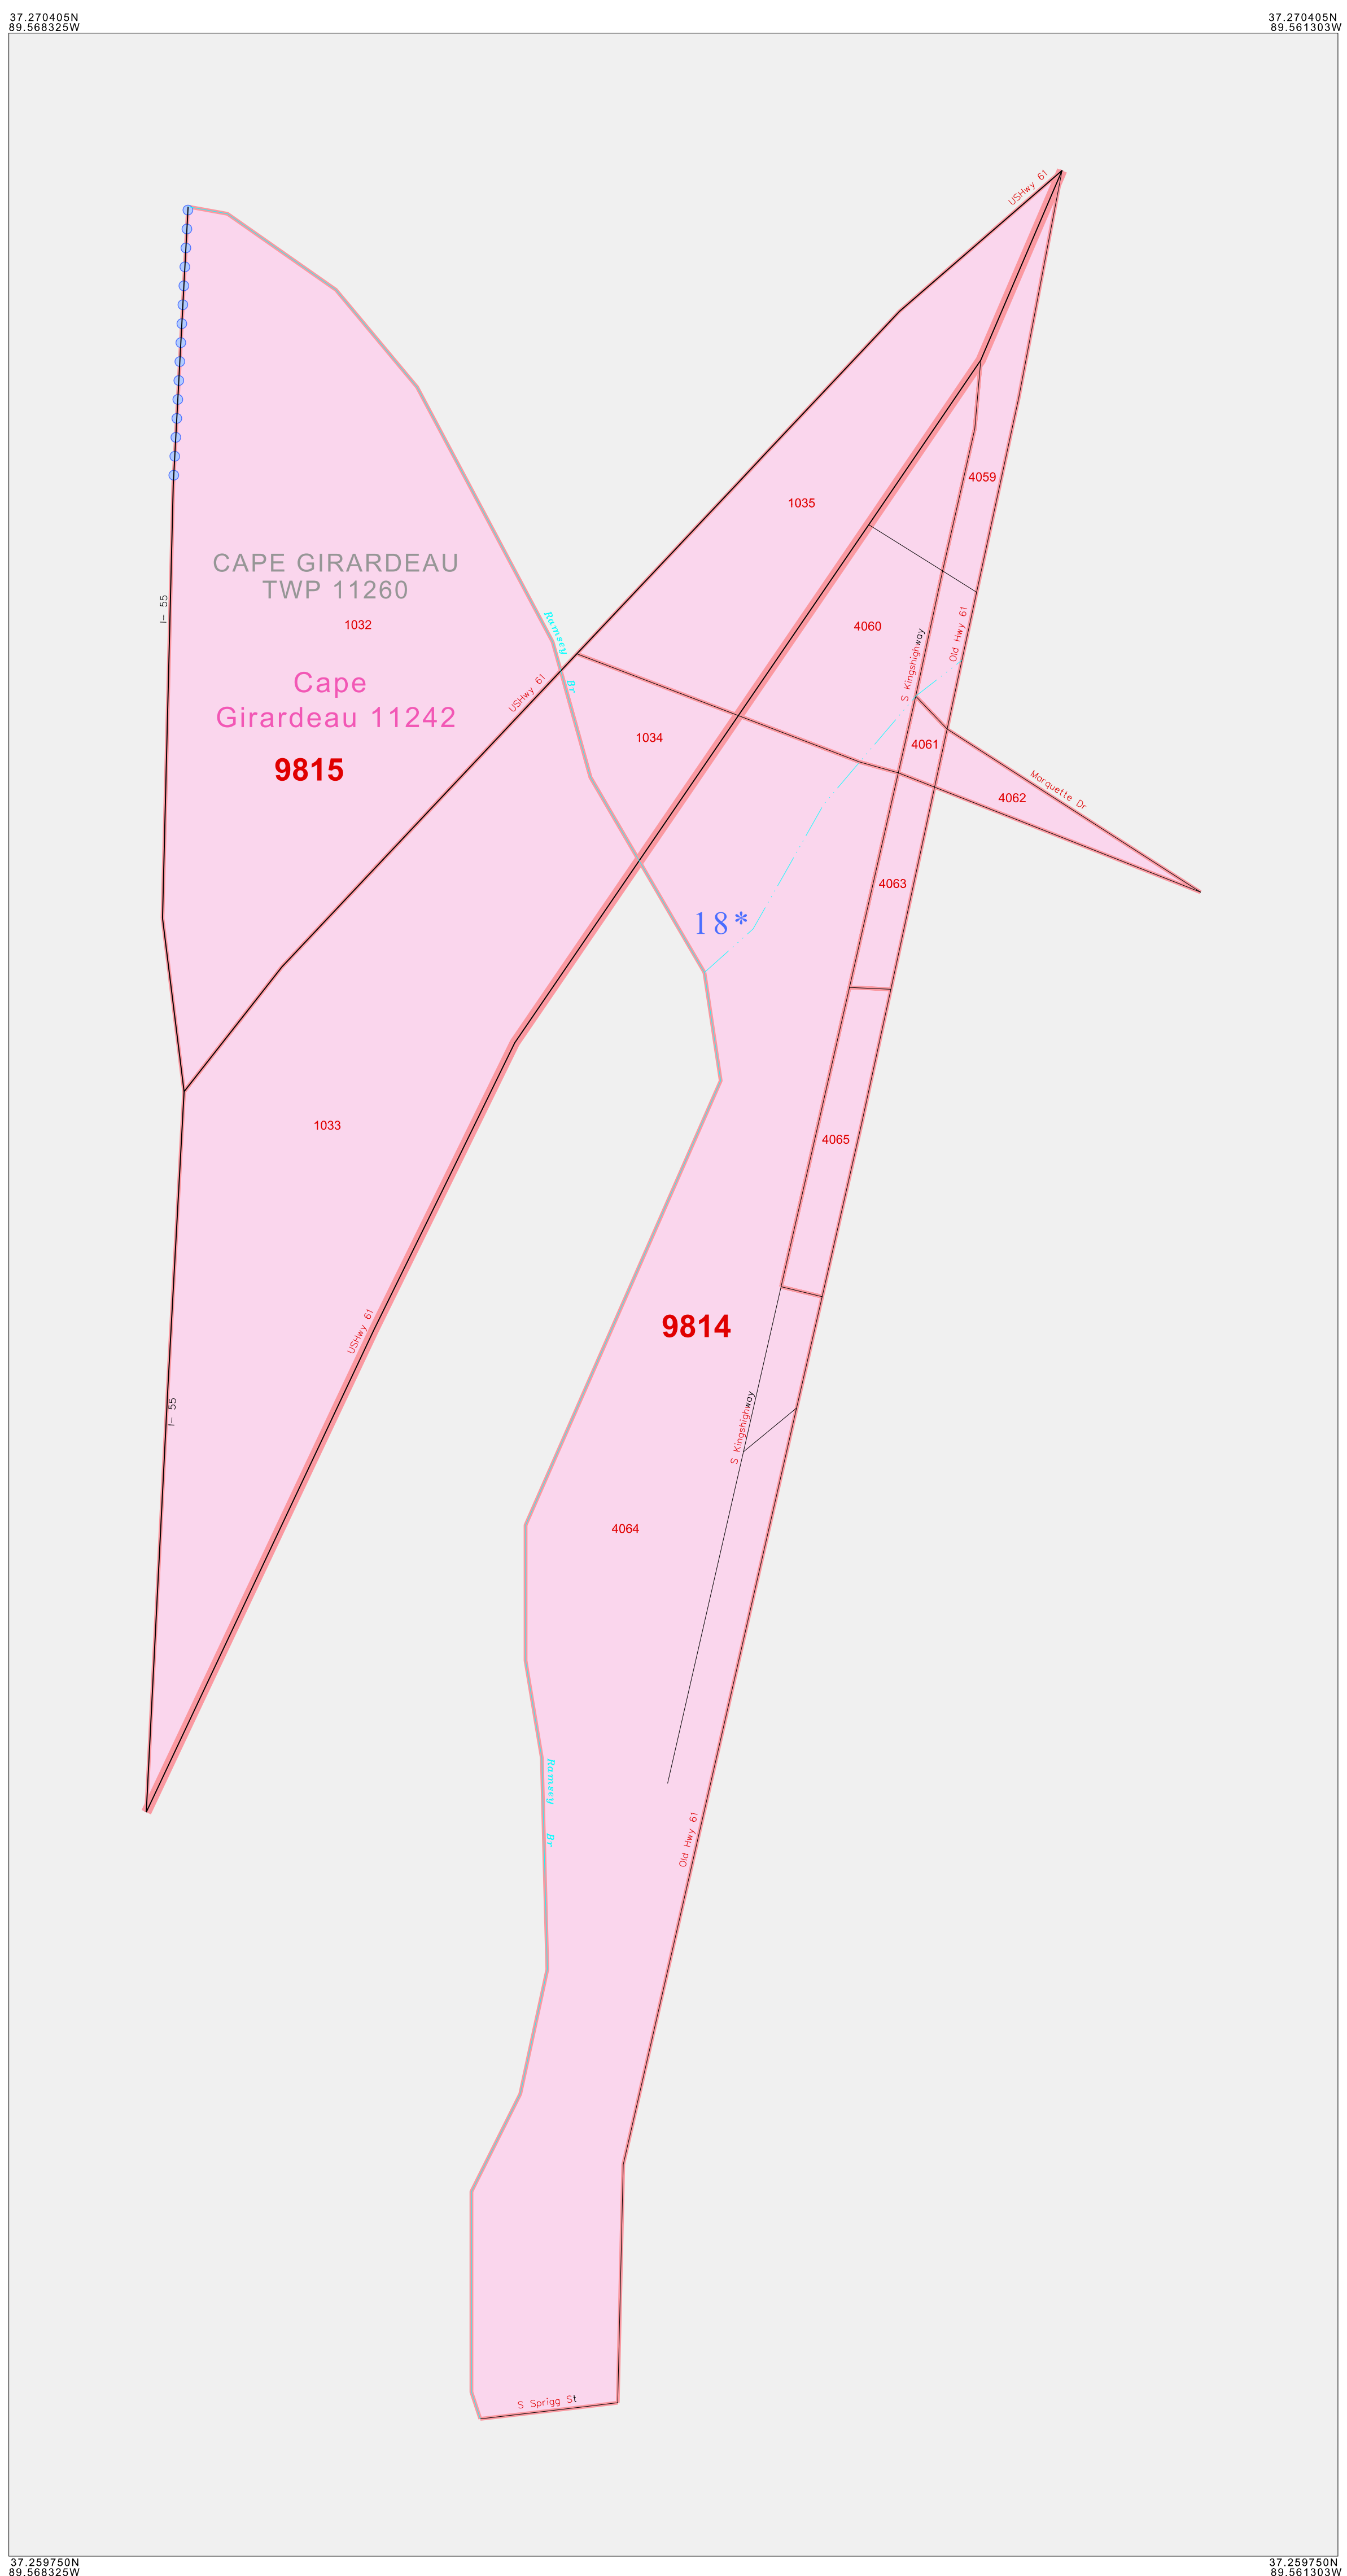 37.270405N
89.568325W
37.270405N
89.561303W
USHwy 61
4059
1035
CAPE GIRARDEAU
TWP 11260
I- 55
1032
4060
Ramsey Br
Old Hwy 61
S Kingshighway
Cape
Girardeau 11242
USHwy 61
1034
4061
9815
Marquette Dr
4062
4063
18*
1033
4065
9814
USHwy 61
I- 55
S Kingshighway
4064
Ramsey Br
Old Hwy 61
S Sprigg St
37.259750N
89.568325W
37.259750N
89.561303W